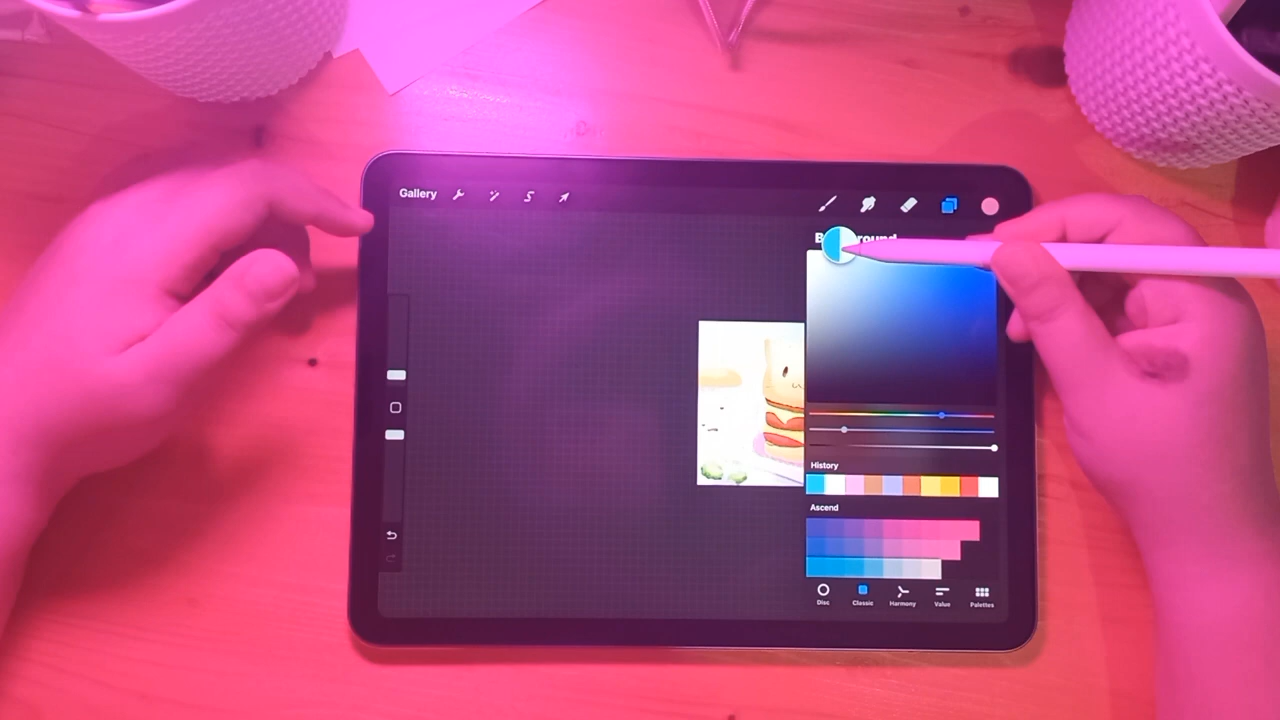 Gallery
History
Ascend
Disc
Classic
Harmony
Value
Palettes